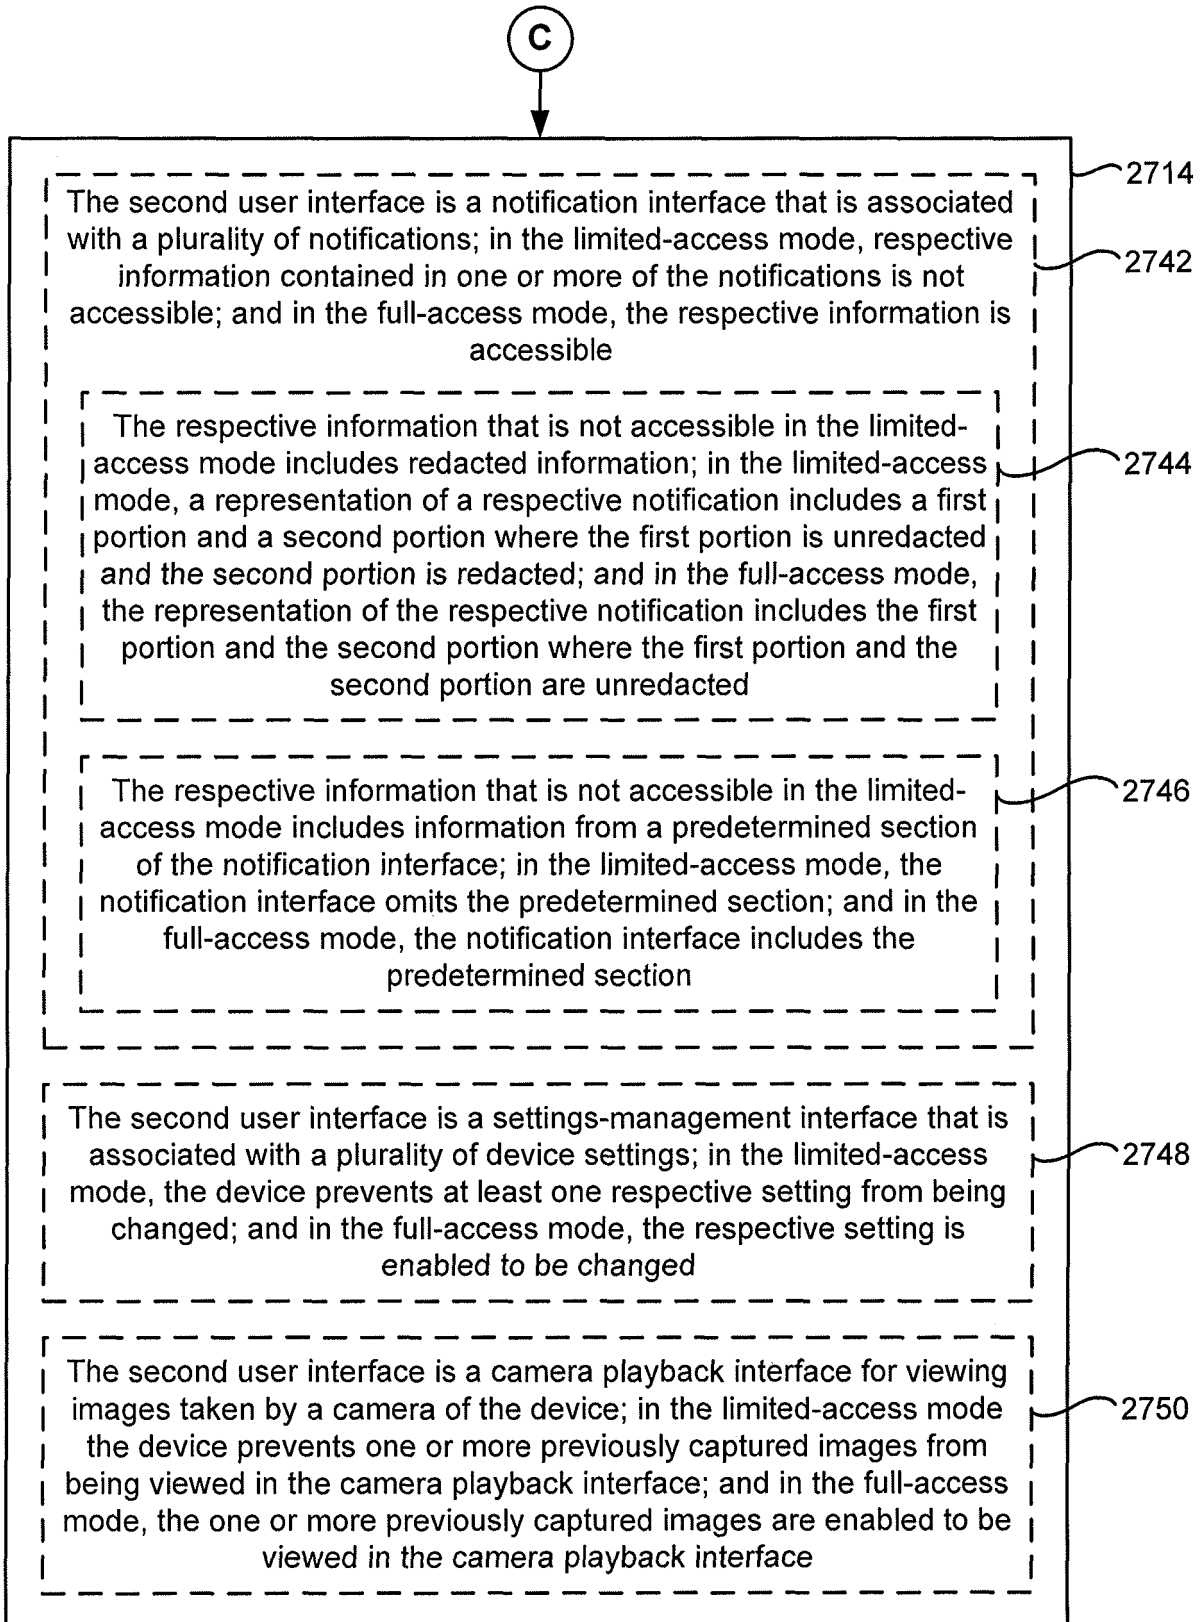 C
2714
The second user interface is a notification interface that is associated
with a plurality of notifications; in the limited-access mode, respective
information contained in one or more of the notifications is not
accessible; and in the full-access mode, the respective information is
accessible
2742
The respective information that is not accessible in the limited-
access mode includes redacted information; in the limited-access
mode, a representation of a respective notification includes a first
portion and a second portion where the first portion is unredacted
and the second portion is redacted; and in the full-access mode,
the representation of the respective notification includes the first
portion and the second portion where the first portion and the
second portion are unredacted
2744
The respective information that is not accessible in the limited-
access mode includes information from a predetermined section
of the notification interface; in the limited-access mode, the
notification interface omits the predetermined section; and in the
full-access mode, the notification interface includes the
predetermined section
2746
The second user interface is a settings-management interface that is
associated with a plurality of device settings; in the limited-access
mode, the device prevents at least one respective setting from being
changed; and in the full-access mode, the respective setting is
enabled to be changed
2748
The second user interface is a camera playback interface for viewing
images taken by a camera of the device; in the limited-access mode
the device prevents one or more previously captured images from
being viewed in the camera playback interface; and in the full-access
mode, the one or more previously captured images are enabled to be
viewed in the camera playback interface
2750